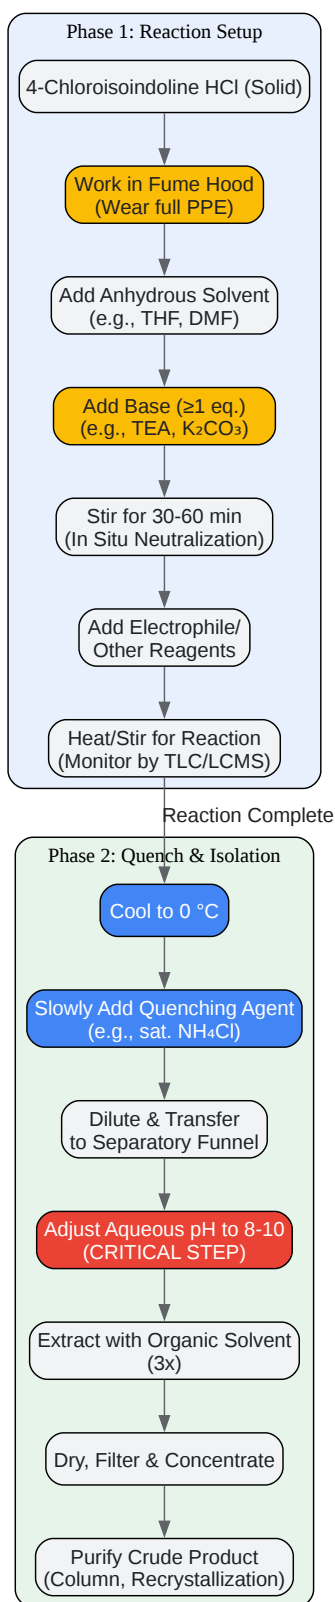 Phase 1: Reaction Setup
4-Chloroisoindoline HCl (Solid)
Work in Fume Hood
(Wear full PPE)
Add Anhydrous Solvent
(e.g., THF, DMF)
Add Base (≥1 eq.)
(e.g., TEA, K₂CO₃)
Stir for 30-60 min
(In Situ Neutralization)
Add Electrophile/
Other Reagents
Heat/Stir for Reaction
(Monitor by TLC/LCMS)
Reaction Complete
Phase 2: Quench & Isolation
Cool to 0 °C
Slowly Add Quenching Agent
(e.g., sat. NH₄Cl)
Dilute & Transfer
to Separatory Funnel
Adjust Aqueous pH to 8-10
(CRITICAL STEP)
Extract with Organic Solvent
(3x)
Dry, Filter & Concentrate
Purify Crude Product
(Column, Recrystallization)